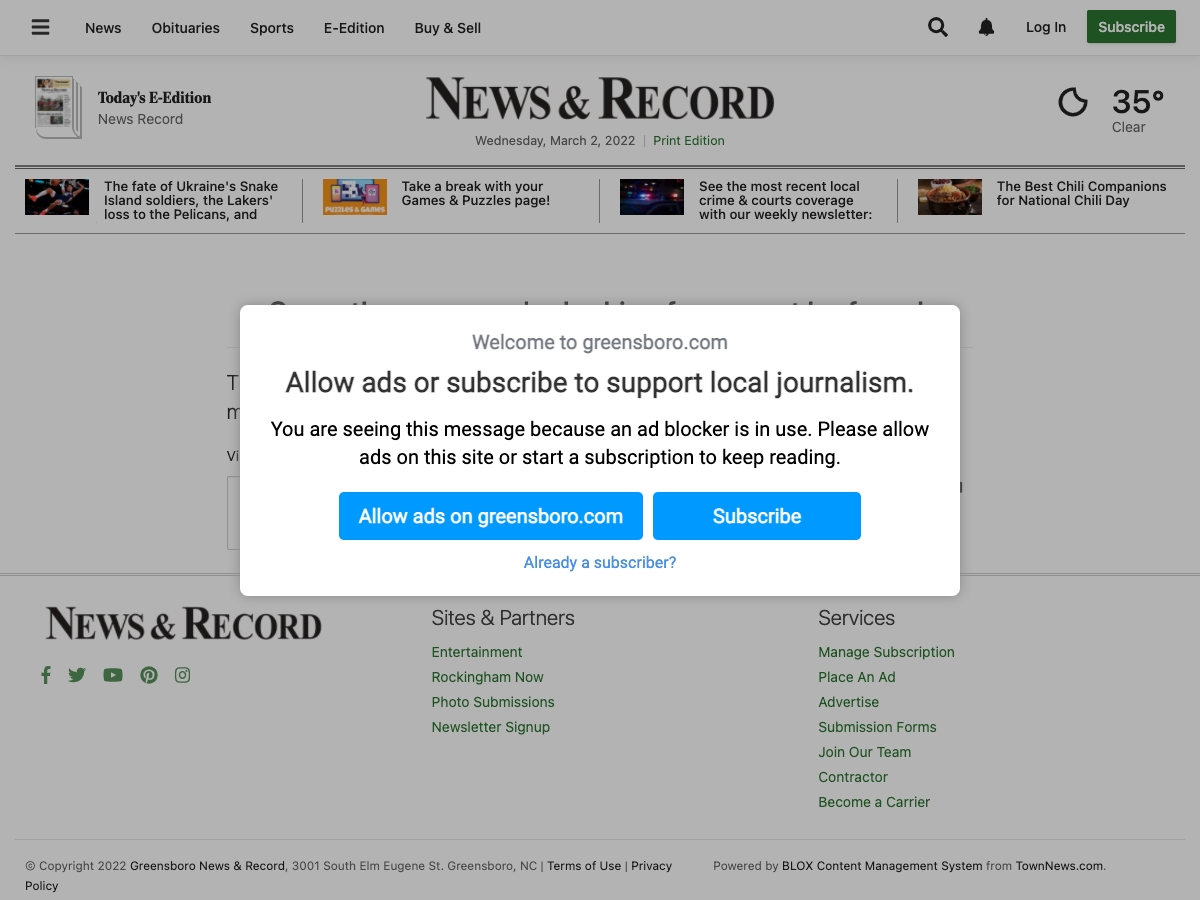 News Obituaries Sports E-Edition Buy & Sell Log In Subscribe
Today's E-Edition
News Record
NEWS & RECORD
Wednesday, March 2, 2022 | Print Edition
35°
Clear
The fate of Ukraine's Snake
Island soldiers, the Lakers'
loss to the Pelicans, and
PUZZLES & GAMES
Take a break with your
Games & Puzzles page!
See the most recent local
crime & courts coverage
with our weekly newsletter:
The Best Chili Companions
for National Chili Day
Welcome to greensboro.com
Allow ads or subscribe to support local journalism.
You are seeing this message because an ad blocker is in use. Please allow
ads on this site or start a subscription to keep reading.
Allow ads on greensboro.com Subscribe
Already a subscriber?
NEWS & RECORD
Sites & Partners
Entertainment
Rockingham Now
Photo Submissions
Newsletter Signup
Services
Manage Subscription
Place An Ad
Advertise
Submission Forms
Join Our Team
Contractor
Become a Carrier
© Copyright 2022 Greensboro News & Record, 3001 South Elm Eugene St. Greensboro, NC | Terms of Use | Privacy
Policy
Powered by BLOX Content Management System from TownNews.com.